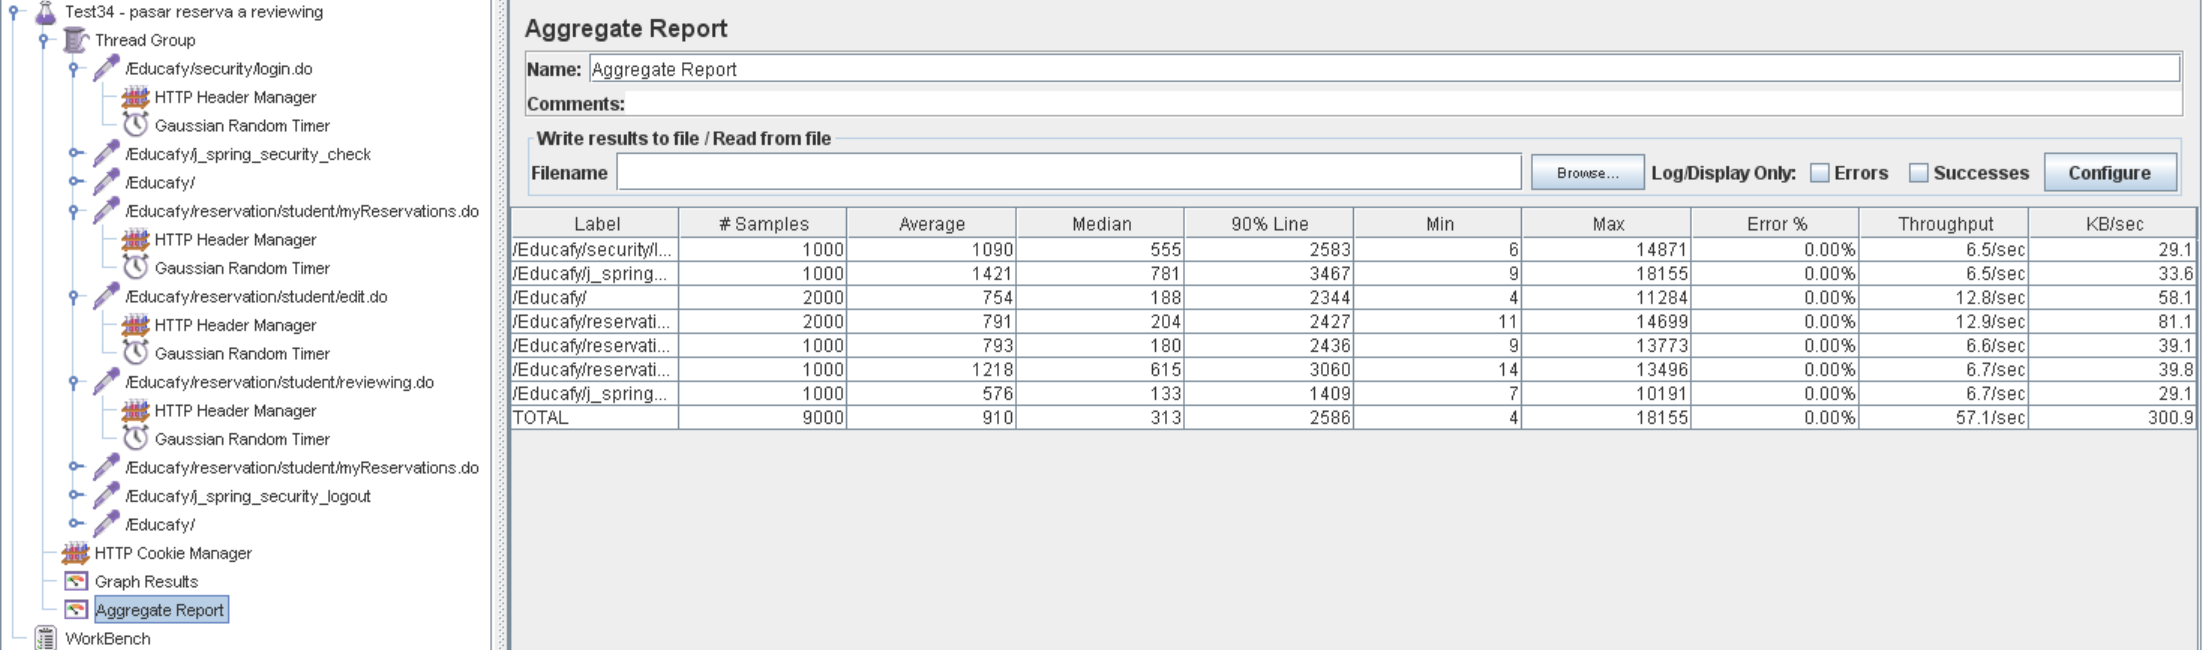 Test34 - pasar reserva a reviewing
Thread Group
/Educafy/security/login.do
HTTP Header Manager
Gaussian Random Timer
/Educafy/j_spring_security_check
/Educafy/
/Educafy/reservation/student/myReservations.do
HTTP Header Manager
Gaussian Random Timer
/Educafy/reservation/student/edit.do
HTTP Header Manager
Gaussian Random Timer
/Educafy/reservation/student/reviewing.do
HTTP Header Manager
Gaussian Random Timer
/Educafy/reservation/student/myReservations.do
/Educafy/j_spring_security_logout
/Educafy/
HTTP Cookie Manager
Graph Results
Aggregate Report
WorkBench
Aggregate Report
Name: Aggregate Report
Comments:
Write results to file / Read from file
Filename Browse... Log/Display Only: Errors Successes Configure
Label # Samples Average Median 90% Line Min Max Error % Throughput KB/sec
/Educafy/security/l... 1000 1090 555 2583 6 14871 0.00% 6.5/sec 29.1
/Educafy/j_spring... 1000 1421 781 3467 9 18155 0.00% 6.5/sec 33.6
/Educafy/ 2000 754 188 2344 4 11284 0.00% 12.8/sec 58.1
/Educafy/reservati... 2000 791 204 2427 11 14699 0.00% 12.9/sec 81.1
/Educafy/reservati... 1000 793 180 2436 9 13773 0.00% 6.6/sec 39.1
/Educafy/reservati... 1000 1218 615 3060 14 13496 0.00% 6.7/sec 39.8
/Educafy/j_spring... 1000 576 133 1409 7 10191 0.00% 6.7/sec 29.1
TOTAL 9000 910 313 2586 4 18155 0.00% 57.1/sec 300.9